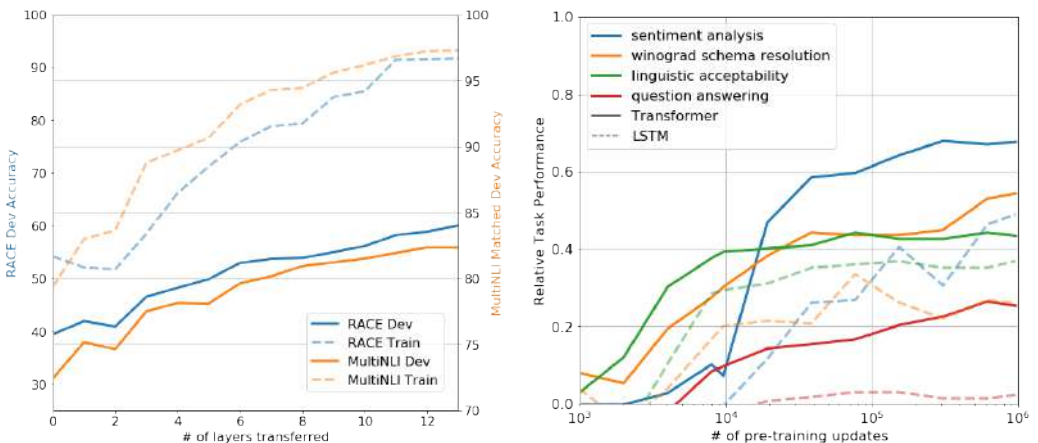 100
90
80
70
60
50
40
30
RACE Dev Accuracy
100
95
90
85
80
75
70
MultiNLI Matched Dev Accuracy
RACE Dev
RACE Train
MultiNLI Dev
MultiNLI Train
0
2
4
6
8
10
12
# of layers transferred
1.0
0.8
0.6
0.4
0.2
0.0
Relative Task Performance
sentiment analysis
winograd schema resolution
linguistic acceptability
question answering
Transformer
LSTM
10³
10⁴
10⁵
10⁶
# of pre-training updates